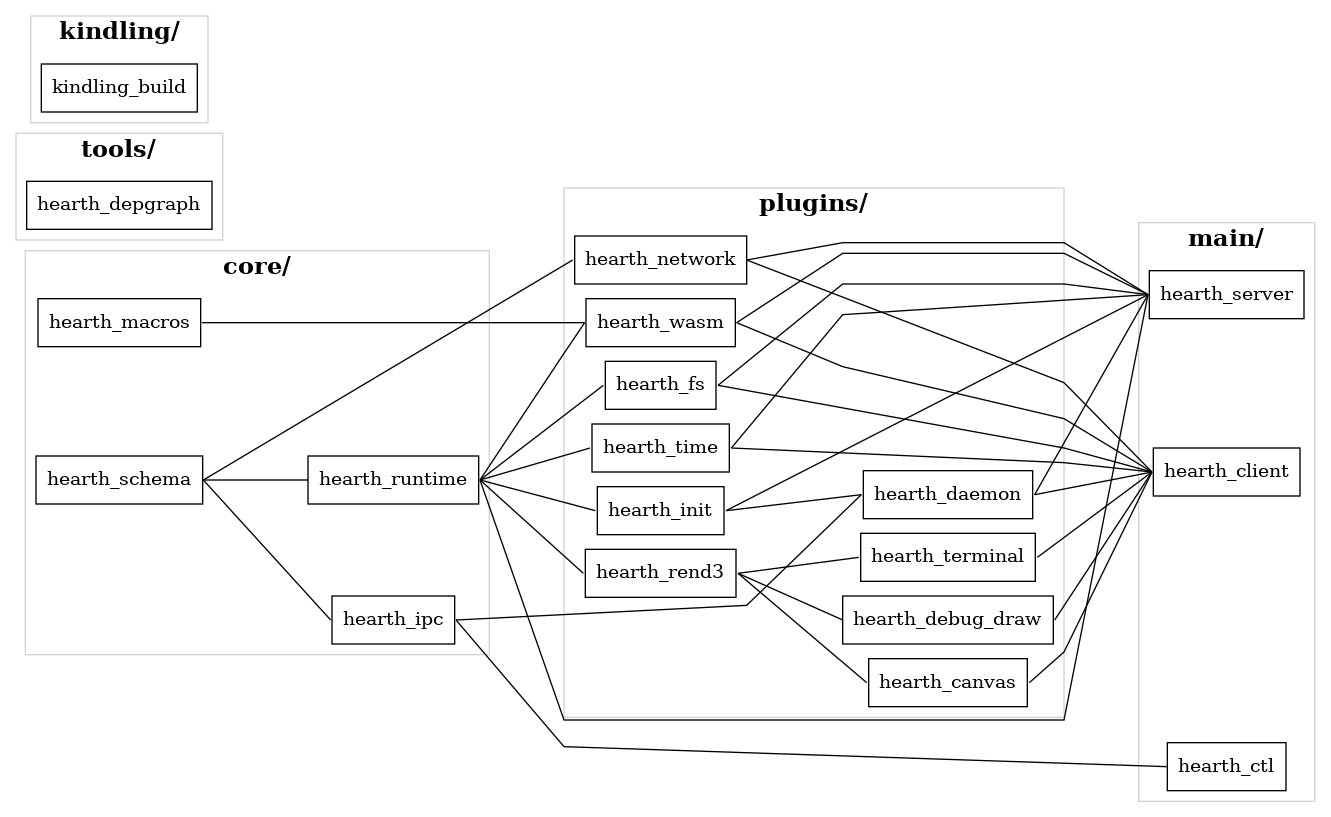 kindling/
kindling_build
tools/
hearth_depgraph
core/
hearth_macros
hearth_schema
hearth_runtime
hearth_ipc
plugins/
hearth_network
hearth_wasm
hearth_fs
hearth_time
hearth_init
hearth_rend3
hearth_daemon
hearth_terminal
hearth_debug_draw
hearth_canvas
main/
hearth_server
hearth_client
hearth_ctl